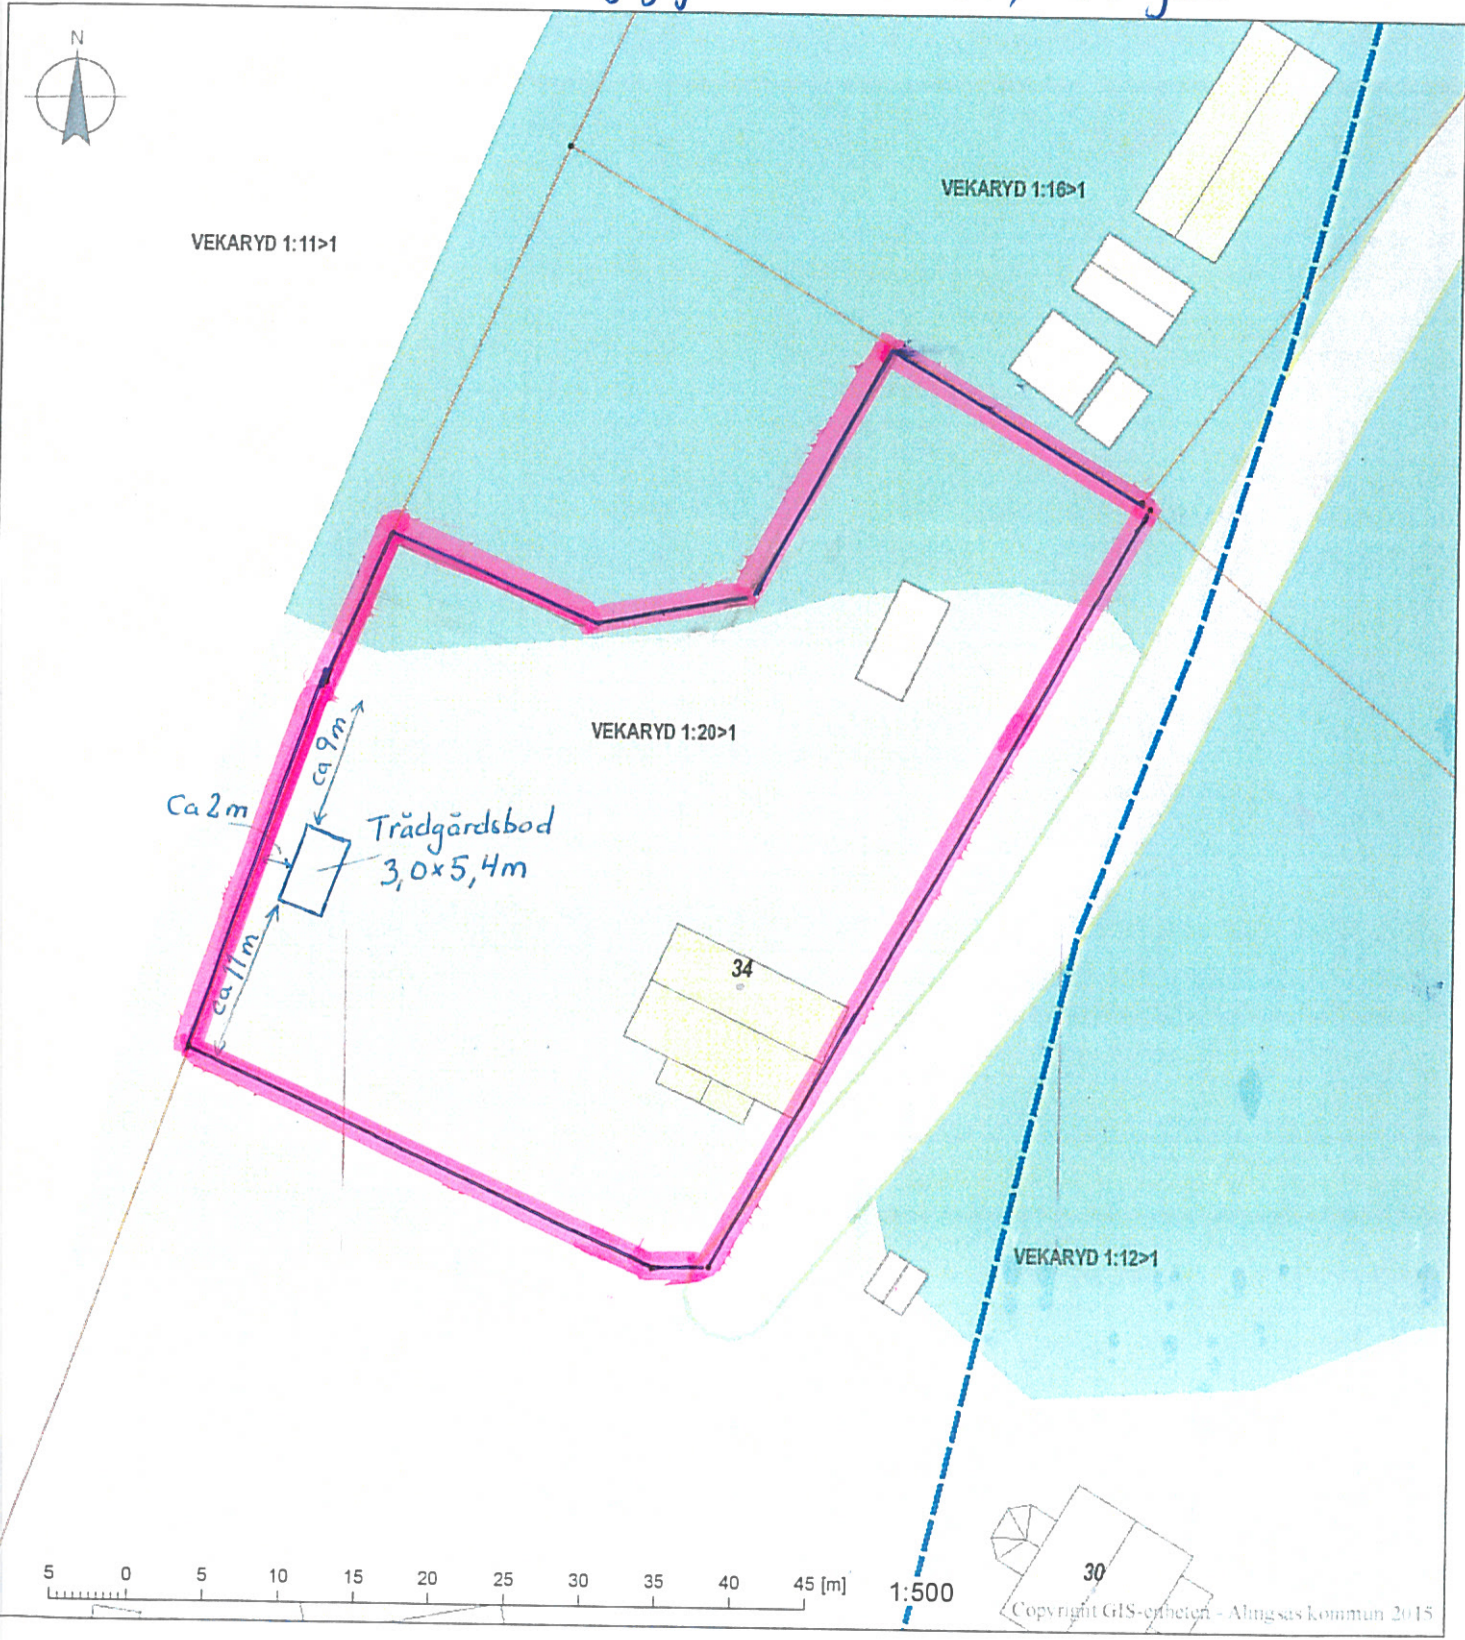 N
VEKARYD 1:16>1
VEKARYD 1:11>1
VEKARYD 1:20>1
ca 9m
Ca 2m
Trädgårdsbod
3,0x5,4m
ca 11m
34
VEKARYD 1:12>1
30
5 0 5 10 15 20 25 30 35 40 45 [m]
1:500
Copyright GIS-enheten - Alingsås kommun 2015